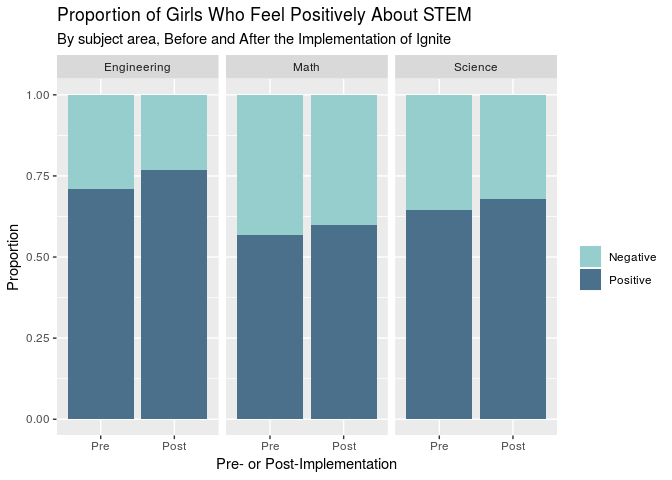 Proportion of Girls Who Feel Positively About STEM
By subject area, Before and After the Implementation of Ignite
Engineering
Math
Science
1.00
0.75
0.50
0.25
0.00
Proportion
Pre
Post
Pre
Post
Pre
Post
Pre- or Post-Implementation
Negative
Positive